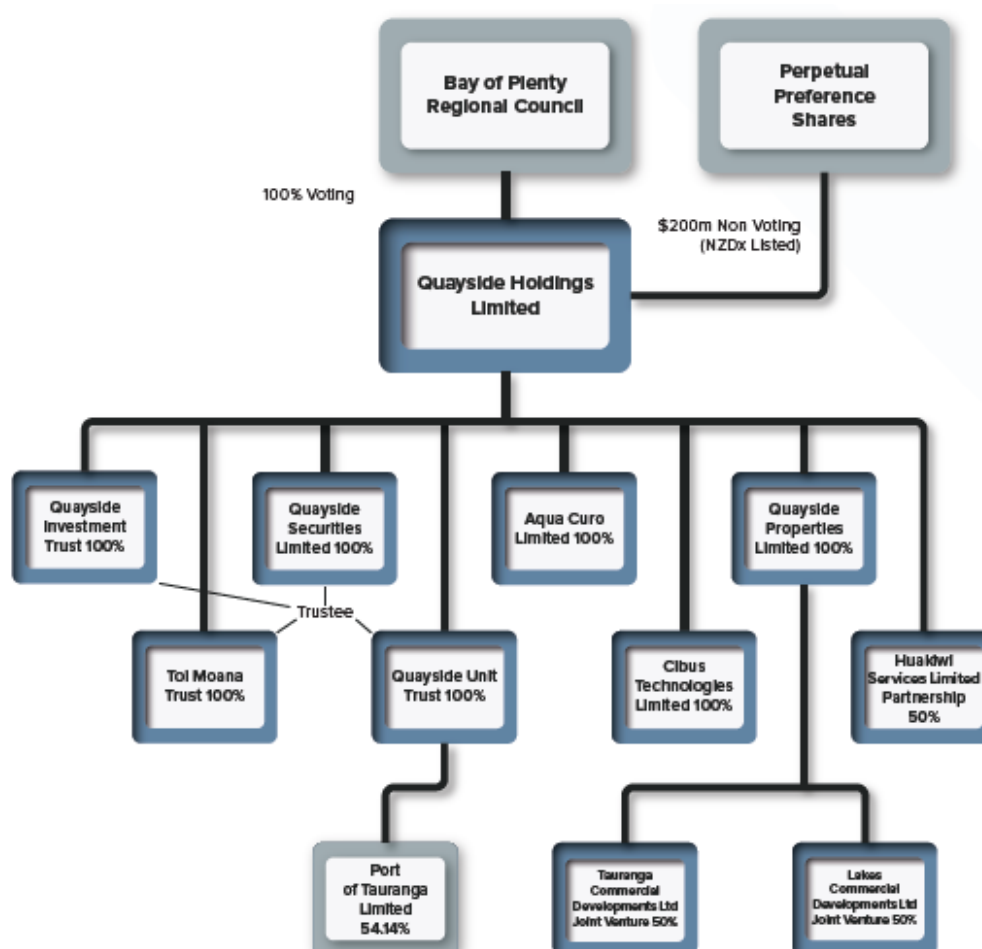 Bay of Plenty
Regional Council
Perpetual
Preference
Shares
100% Voting
$200m Non Voting
(NZDx Listed)
Quayside Holdings
Limited
Quayside
Investment
Trust 100%
Quayside
Securities
Limited 100%
Aqua Curo
Limited 100%
Quayside
Properties
Limited 100%
Trustee
Toi Moana
Trust 100%
Quayside Unit
Trust 100%
Cibus
Technologies
Limited 100%
Huakiwi
Services Limited
Partnership
50%
Port
of Tauranga
Limited
54.14%
Tauranga
Commercial
Developments Ltd
Joint Venture 50%
Lakes
Commercial
Developments Ltd
Joint Venture 50%